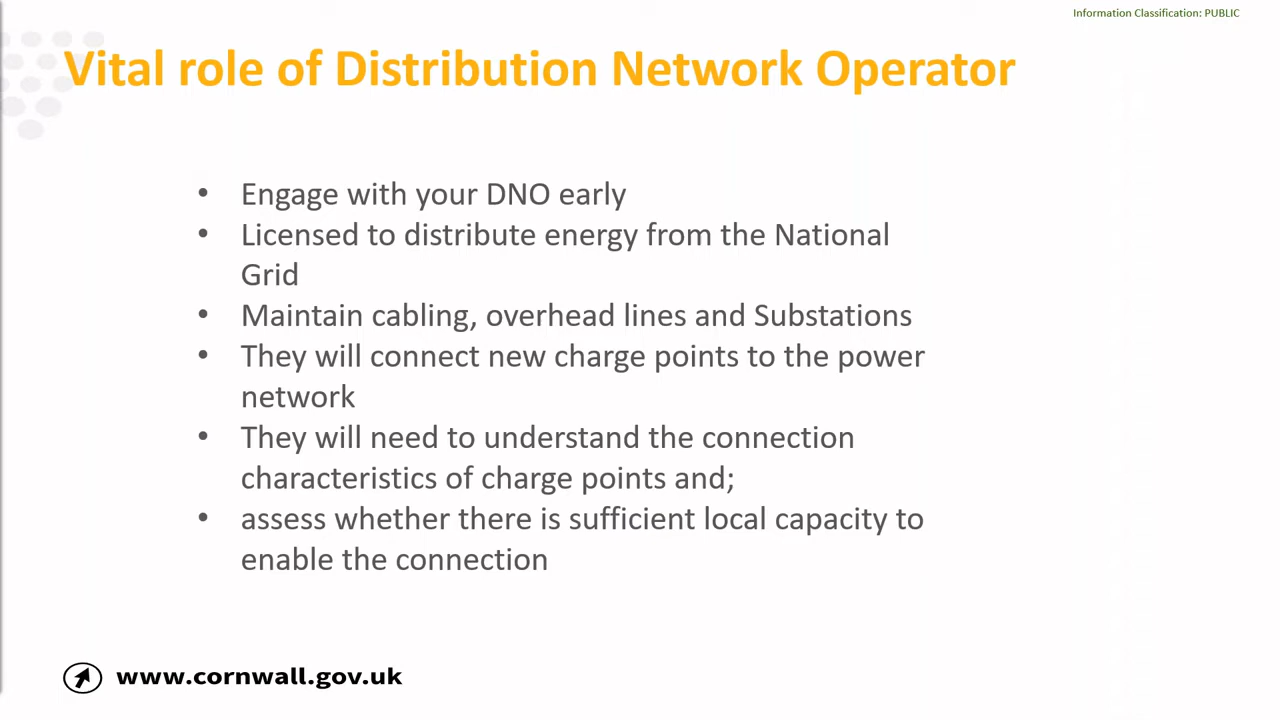 Information Classification: PUBLIC
Vital role of Distribution Network Operator
• Engage with your DNO early
• Licensed to distribute energy from the National
Grid
• Maintain cabling, overhead lines and Substations
• They will connect new charge points to the power
network
• They will need to understand the connection
characteristics of charge points and;
• assess whether there is sufficient local capacity to
enable the connection
www.cornwall.gov.uk